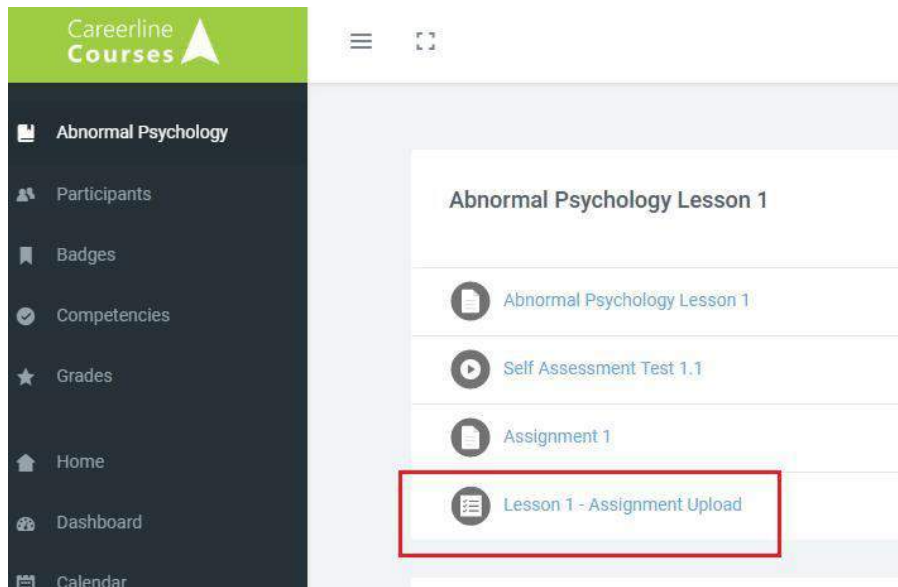 Careerline
Courses
Abnormal Psychology
Participants
Badges
Competencies
Grades
Home
Dashboard
Calendar
Abnormal Psychology Lesson 1
Abnormal Psychology Lesson 1
Self Assessment Test 1.1
Assignment 1
Lesson 1 - Assignment Upload